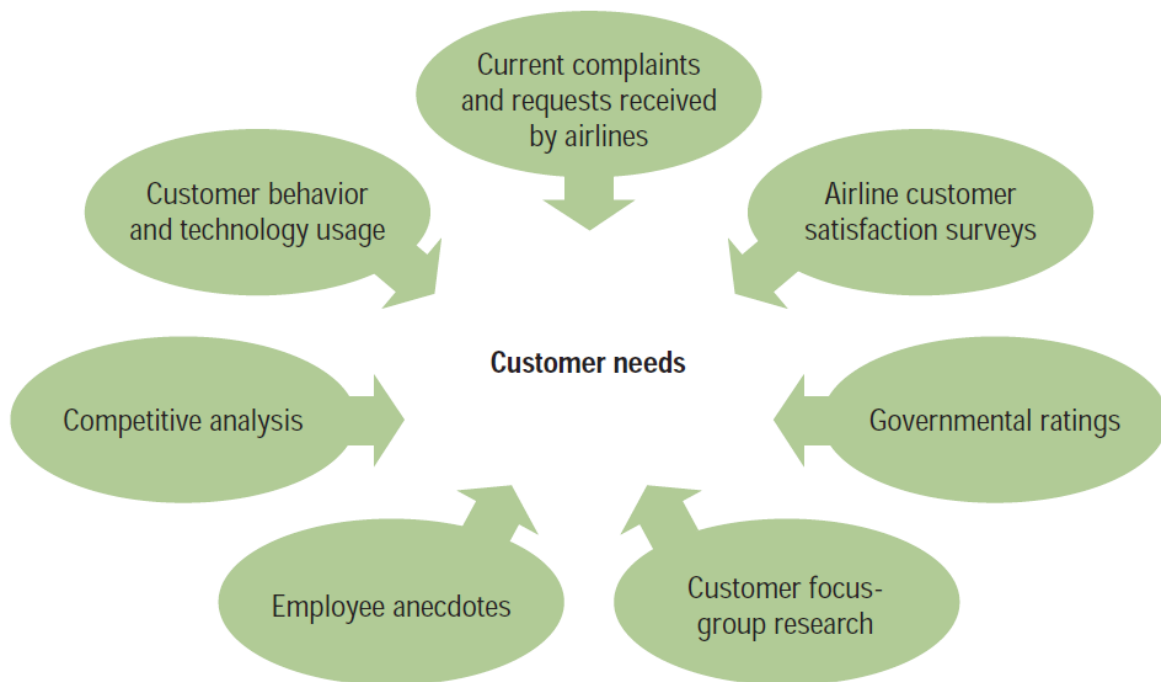 Current complaints
and requests received
by airlines
Customer behavior
and technology usage
Airline customer
satisfaction surveys
Customer needs
Competitive analysis
Governmental ratings
Employee anecdotes
Customer focus-
group research